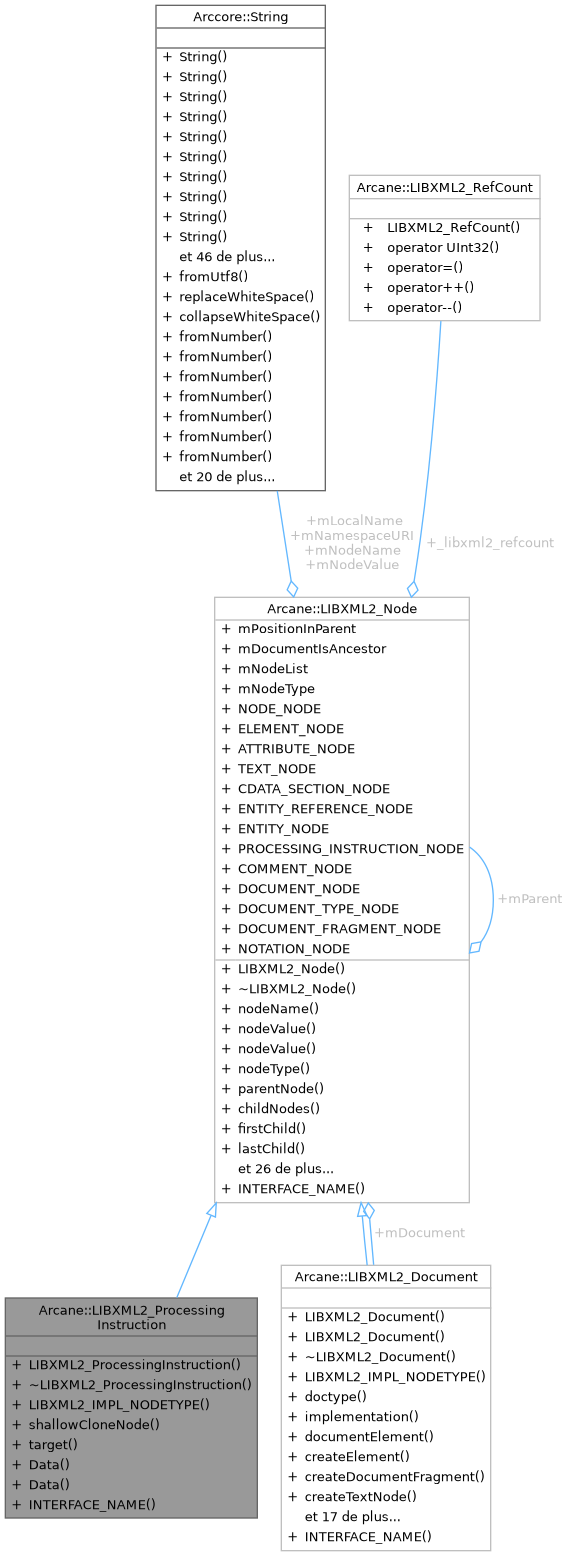 Arccore::String
+ String()
+ String()
+ String()
+ String()
+ String()
+ String()
+ String()
+ String()
+ String()
+ String()
et 46 de plus...
+ fromUtf8()
+ replaceWhiteSpace()
+ collapseWhiteSpace()
+ fromNumber()
+ fromNumber()
+ fromNumber()
+ fromNumber()
+ fromNumber()
+ fromNumber()
+ fromNumber()
et 20 de plus...
Arcane::LIBXML2_RefCount
+ LIBXML2_RefCount()
+ operator UInt32()
+ operator=()
+ operator++()
+ operator--()
+mLocalName
+mNamespaceURI
+mNodeName
+mNodeValue
+_libxml2_refcount
Arcane::LIBXML2_Node
+ mPositionInParent
+ mDocumentIsAncestor
+ mNodeList
+ mNodeType
+ NODE_NODE
+ ELEMENT_NODE
+ ATTRIBUTE_NODE
+ TEXT_NODE
+ CDATA_SECTION_NODE
+ ENTITY_REFERENCE_NODE
+ ENTITY_NODE
+ PROCESSING_INSTRUCTION_NODE
+ COMMENT_NODE
+ DOCUMENT_NODE
+ DOCUMENT_TYPE_NODE
+ DOCUMENT_FRAGMENT_NODE
+ NOTATION_NODE
+ LIBXML2_Node()
+ ~LIBXML2_Node()
+ nodeName()
+ nodeValue()
+ nodeValue()
+ nodeType()
+ parentNode()
+ childNodes()
+ firstChild()
+ lastChild()
et 26 de plus...
+ INTERFACE_NAME()
+mParent
+mDocument
Arcane::LIBXML2_Processing
Instruction
+ LIBXML2_ProcessingInstruction()
+ ~LIBXML2_ProcessingInstruction()
+ LIBXML2_IMPL_NODETYPE()
+ shallowCloneNode()
+ target()
+ Data()
+ Data()
+ INTERFACE_NAME()
Arcane::LIBXML2_Document
+ LIBXML2_Document()
+ LIBXML2_Document()
+ ~LIBXML2_Document()
+ LIBXML2_IMPL_NODETYPE()
+ doctype()
+ implementation()
+ documentElement()
+ createElement()
+ createDocumentFragment()
+ createTextNode()
et 17 de plus...
+ INTERFACE_NAME()